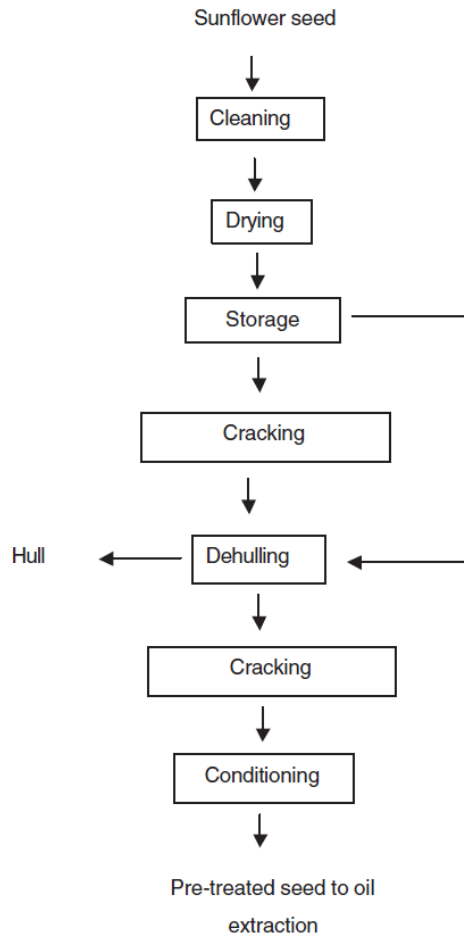 Sunflower seed
Cleaning
Drying
Storage
Cracking
Hull
Dehulling
Cracking
Conditioning
Pre-treated seed to oil
extraction